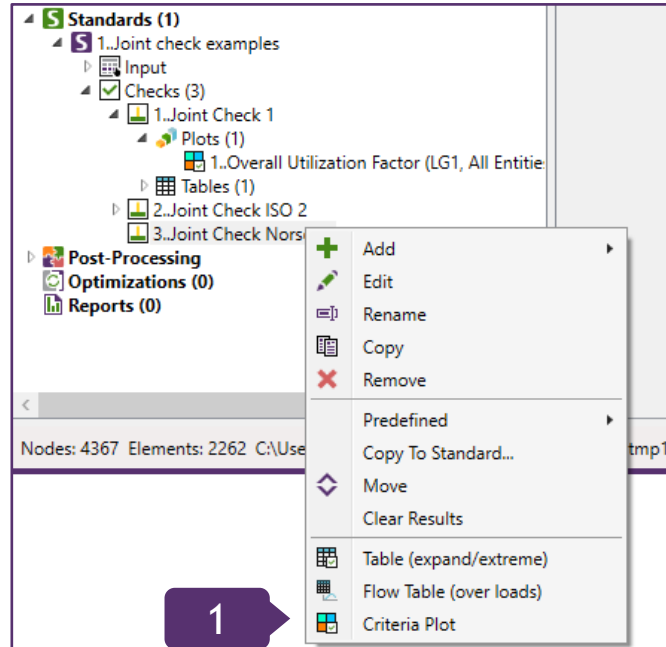 Standards (1)
1..Joint check examples
Input
Checks (3)
1..Joint Check 1
Plots (1)
1..Overall Utilization Factor (LG1, All Entitie
Tables (1)
2..Joint Check ISO 2
3..Joint Check Nors
Post-Processing
Optimizations (0)
Reports (0)
Add
Edit
Rename
Copy
Remove
Predefined
Copy To Standard...
Move
Clear Results
Table (expand/extreme)
Flow Table (over loads)
Criteria Plot
Nodes: 4367 Elements: 2262 C:\Use
tmp1
1